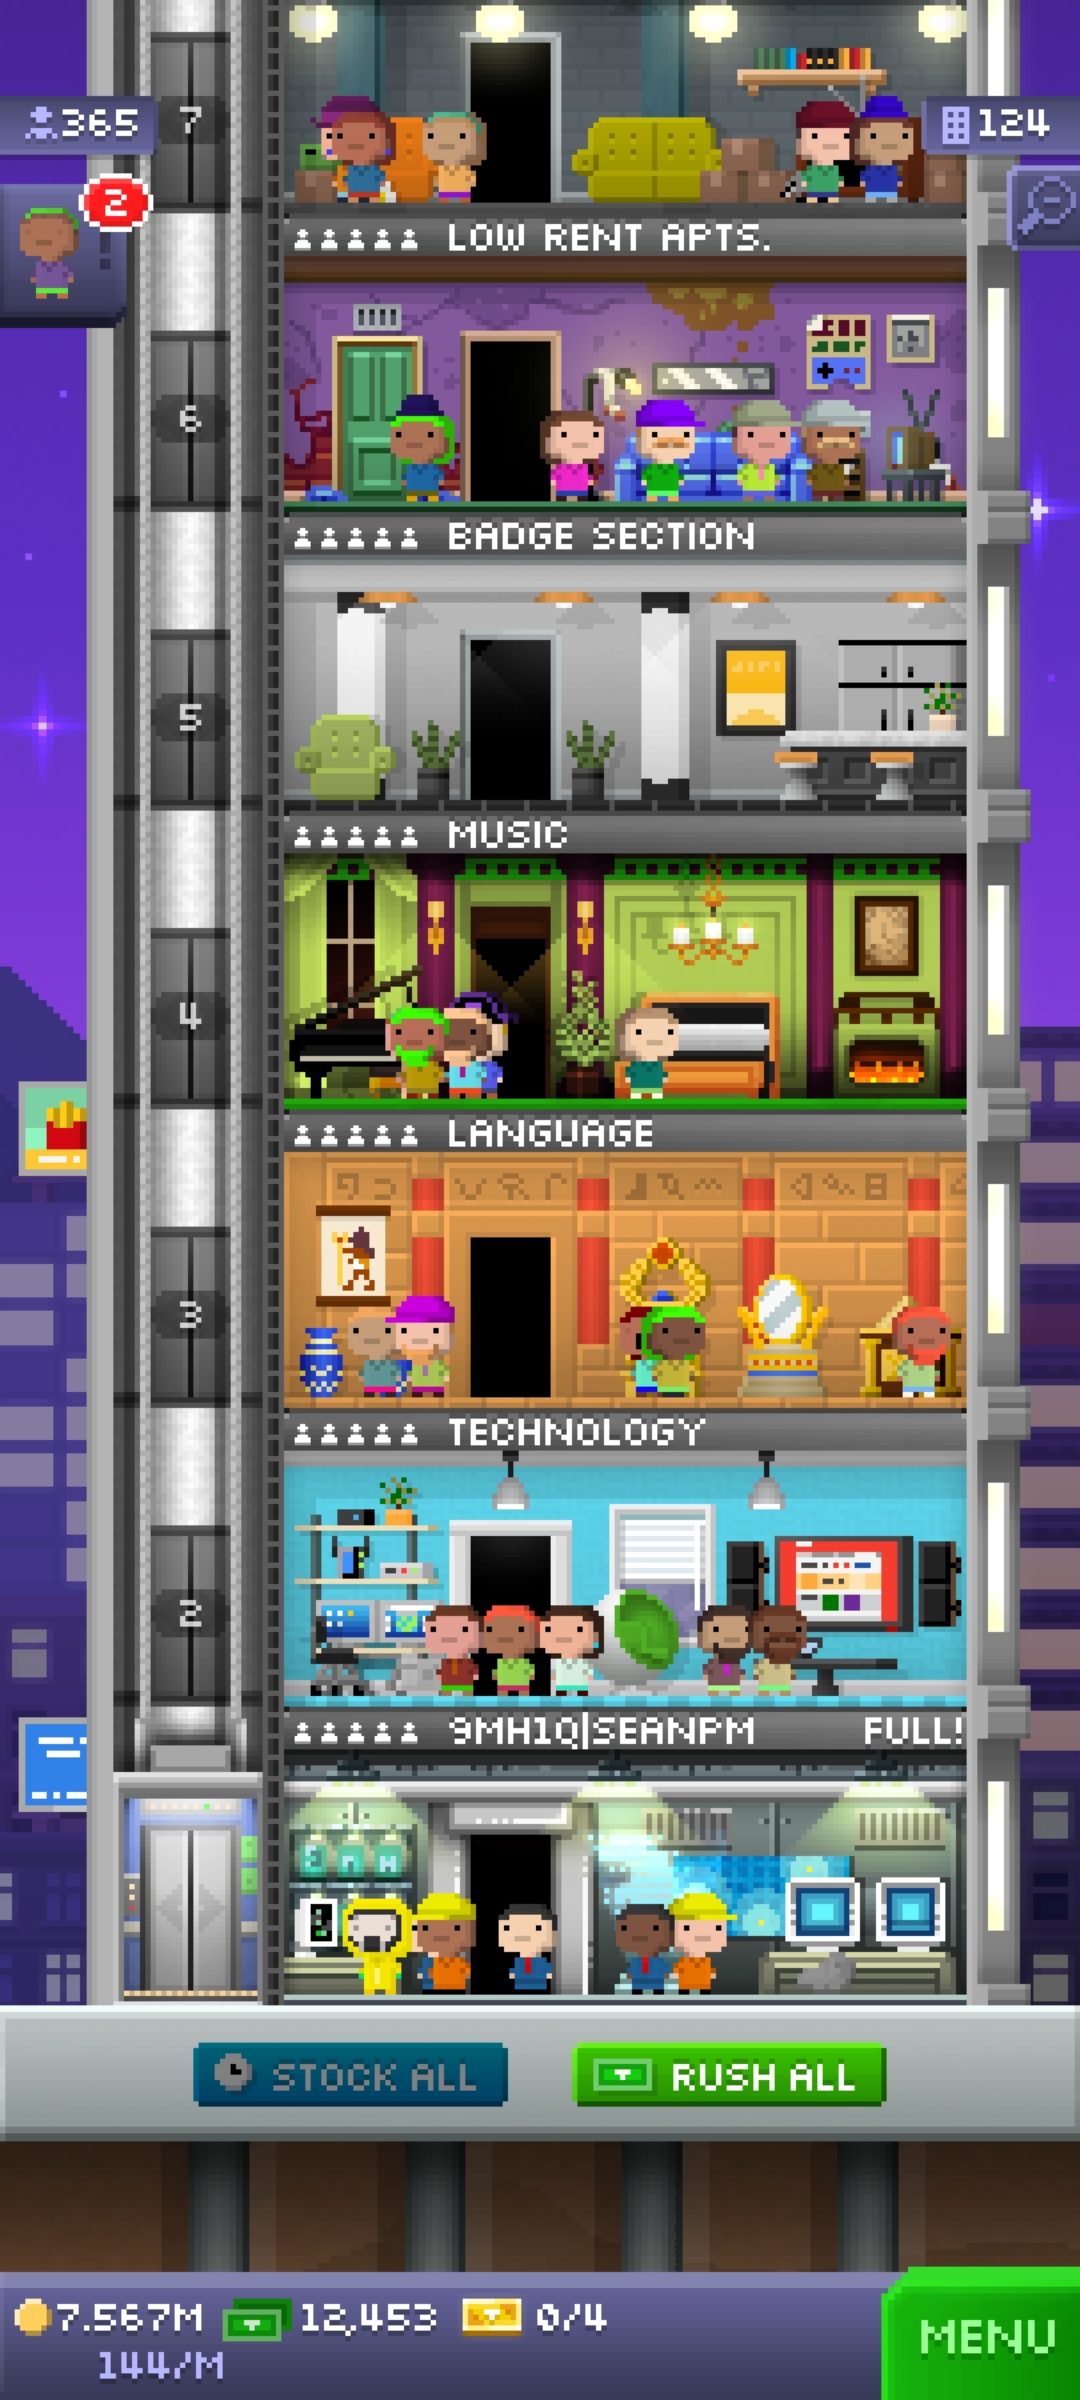 7
365
124
2
LOW RENT APTS.
6
BADGE SECTION
5
MUSIC
4
LANGUAGE
3
TECHNOLOGY
2
9MH1Q|SEANPM FULL!
STOCK ALL
RUSH ALL
7.567M 12,453 0/4
144/M
MENU